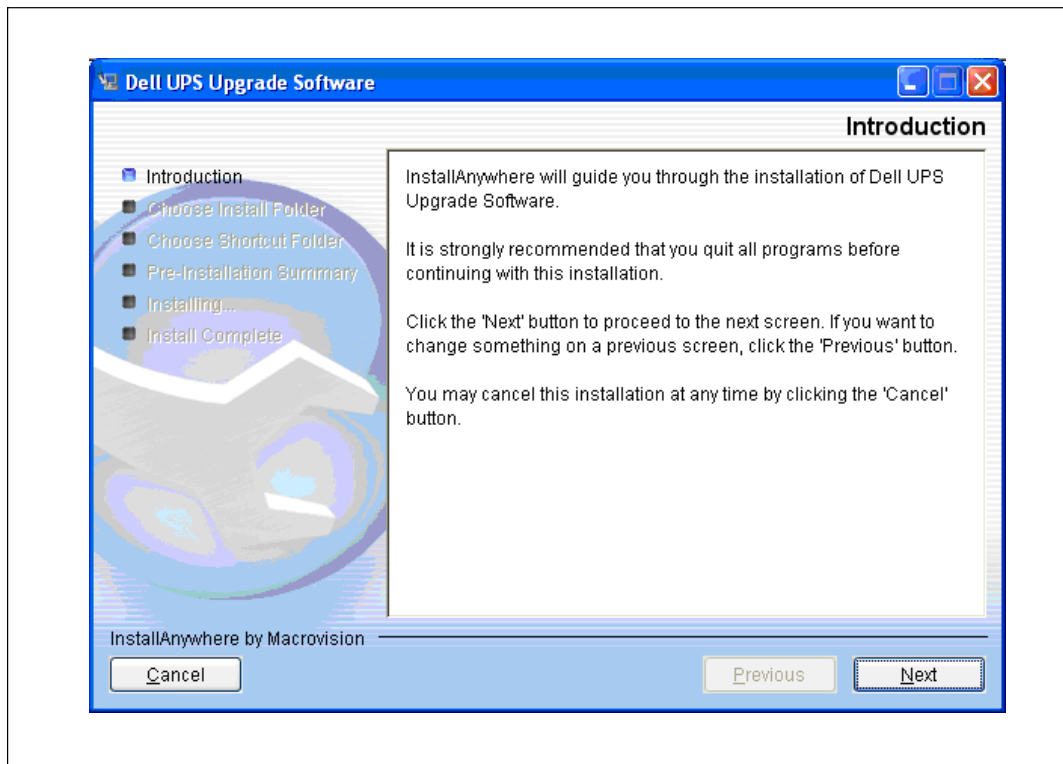 Dell UPS Upgrade Software
Introduction
Introduction
Choose Install Folder
Choose Shortcut Folder
Pre-Installation Summary
Installing...
Install Complete
InstallAnywhere will guide you through the installation of Dell UPS
Upgrade Software.
It is strongly recommended that you quit all programs before
continuing with this installation.
Click the 'Next' button to proceed to the next screen. If you want to
change something on a previous screen, click the 'Previous' button.
You may cancel this installation at any time by clicking the 'Cancel'
button.
InstallAnywhere by Macrovision
Cancel
Previous
Next